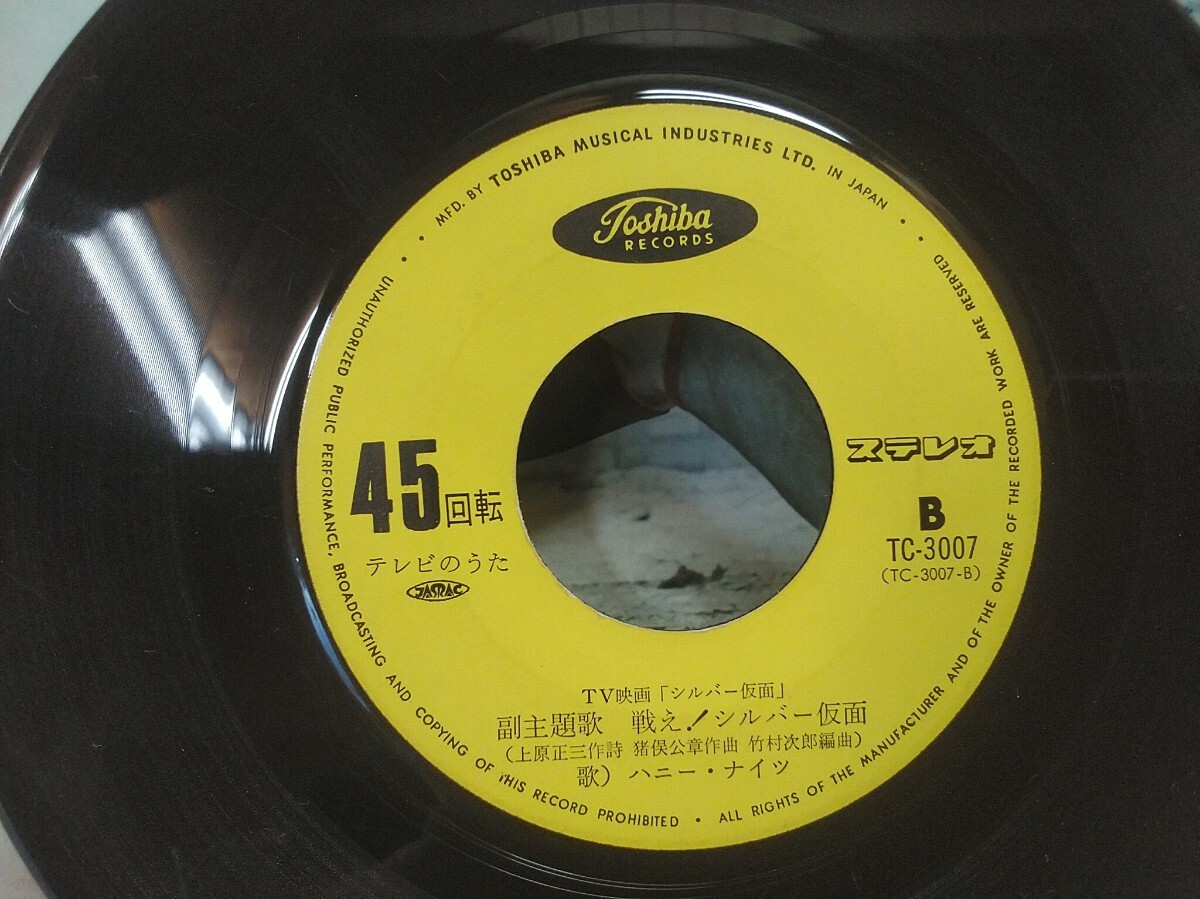 MFD. BY TOSHIBA MUSICAL INDUSTRIES LTD. IN JAPAN
Toshiba
RECORDS
45回転
テレビのうた
JASRAC
ステレオ
B
TC-3007
(TC-3007-B)
TV映画「シルバー仮面」
副主題歌 戦え!シルバー仮面
(上原正三作詩 猪俣公章作曲 竹村次郎編曲)
歌) ハニー・ナイツ
UNAUTHORIZED PUBLIC PERFORMANCE, BROADCASTING AND COPYING OF THIS RECORD PROHIBITED • ALL RIGHTS OF THE MANUFACTURER AND OF THE OWNER OF THE RECORDED WORK ARE RESERVED